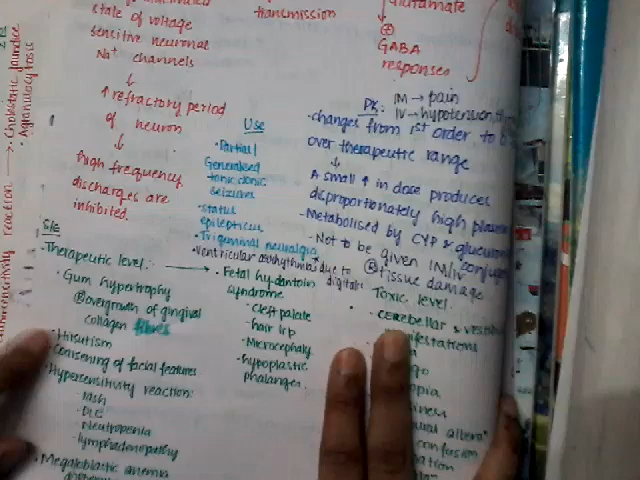 state of voltage
sensitive neuronal
Na+ channels
↓
↑ refractory period
of neuron
↓
high frequency
discharges are
inhibited.
transmission
glutamate
↓
⊕
GABA
responses
Use
• Partial
Generalised
tonic clonic
seizures
• status
epilepticus
• Trigeminal neuralgia
• ventricular arrhythmias due to
digitalis
PK:
IM → pain
IV → hypotension,
• changes from 1st order to
over therapeutic range
↓
A small ↑ in dose produces
disproportionately high plasma
- Metabolised by CYP &
- Not to be given IM/IV
tissue damage
S/e
• Therapeutic level: →
• Gum hypertrophy
overgrowth of gingival
collagen fibres
• Hirsutism
• Coarsening of facial features
• Hypersensitivity reaction:
- rash
- DLE
- Neutropenia
- lymphadenopathy
• Megaloblastic anemia
• Fetal hydantoin
syndrome
- cleft palate
- hair lip
- Microcephaly
- hypoplastic
phalanges
Toxic level:
• cerebellar &
manifestations
confusion
reaction → Cholestatic jaundice
• Agranulocytosis